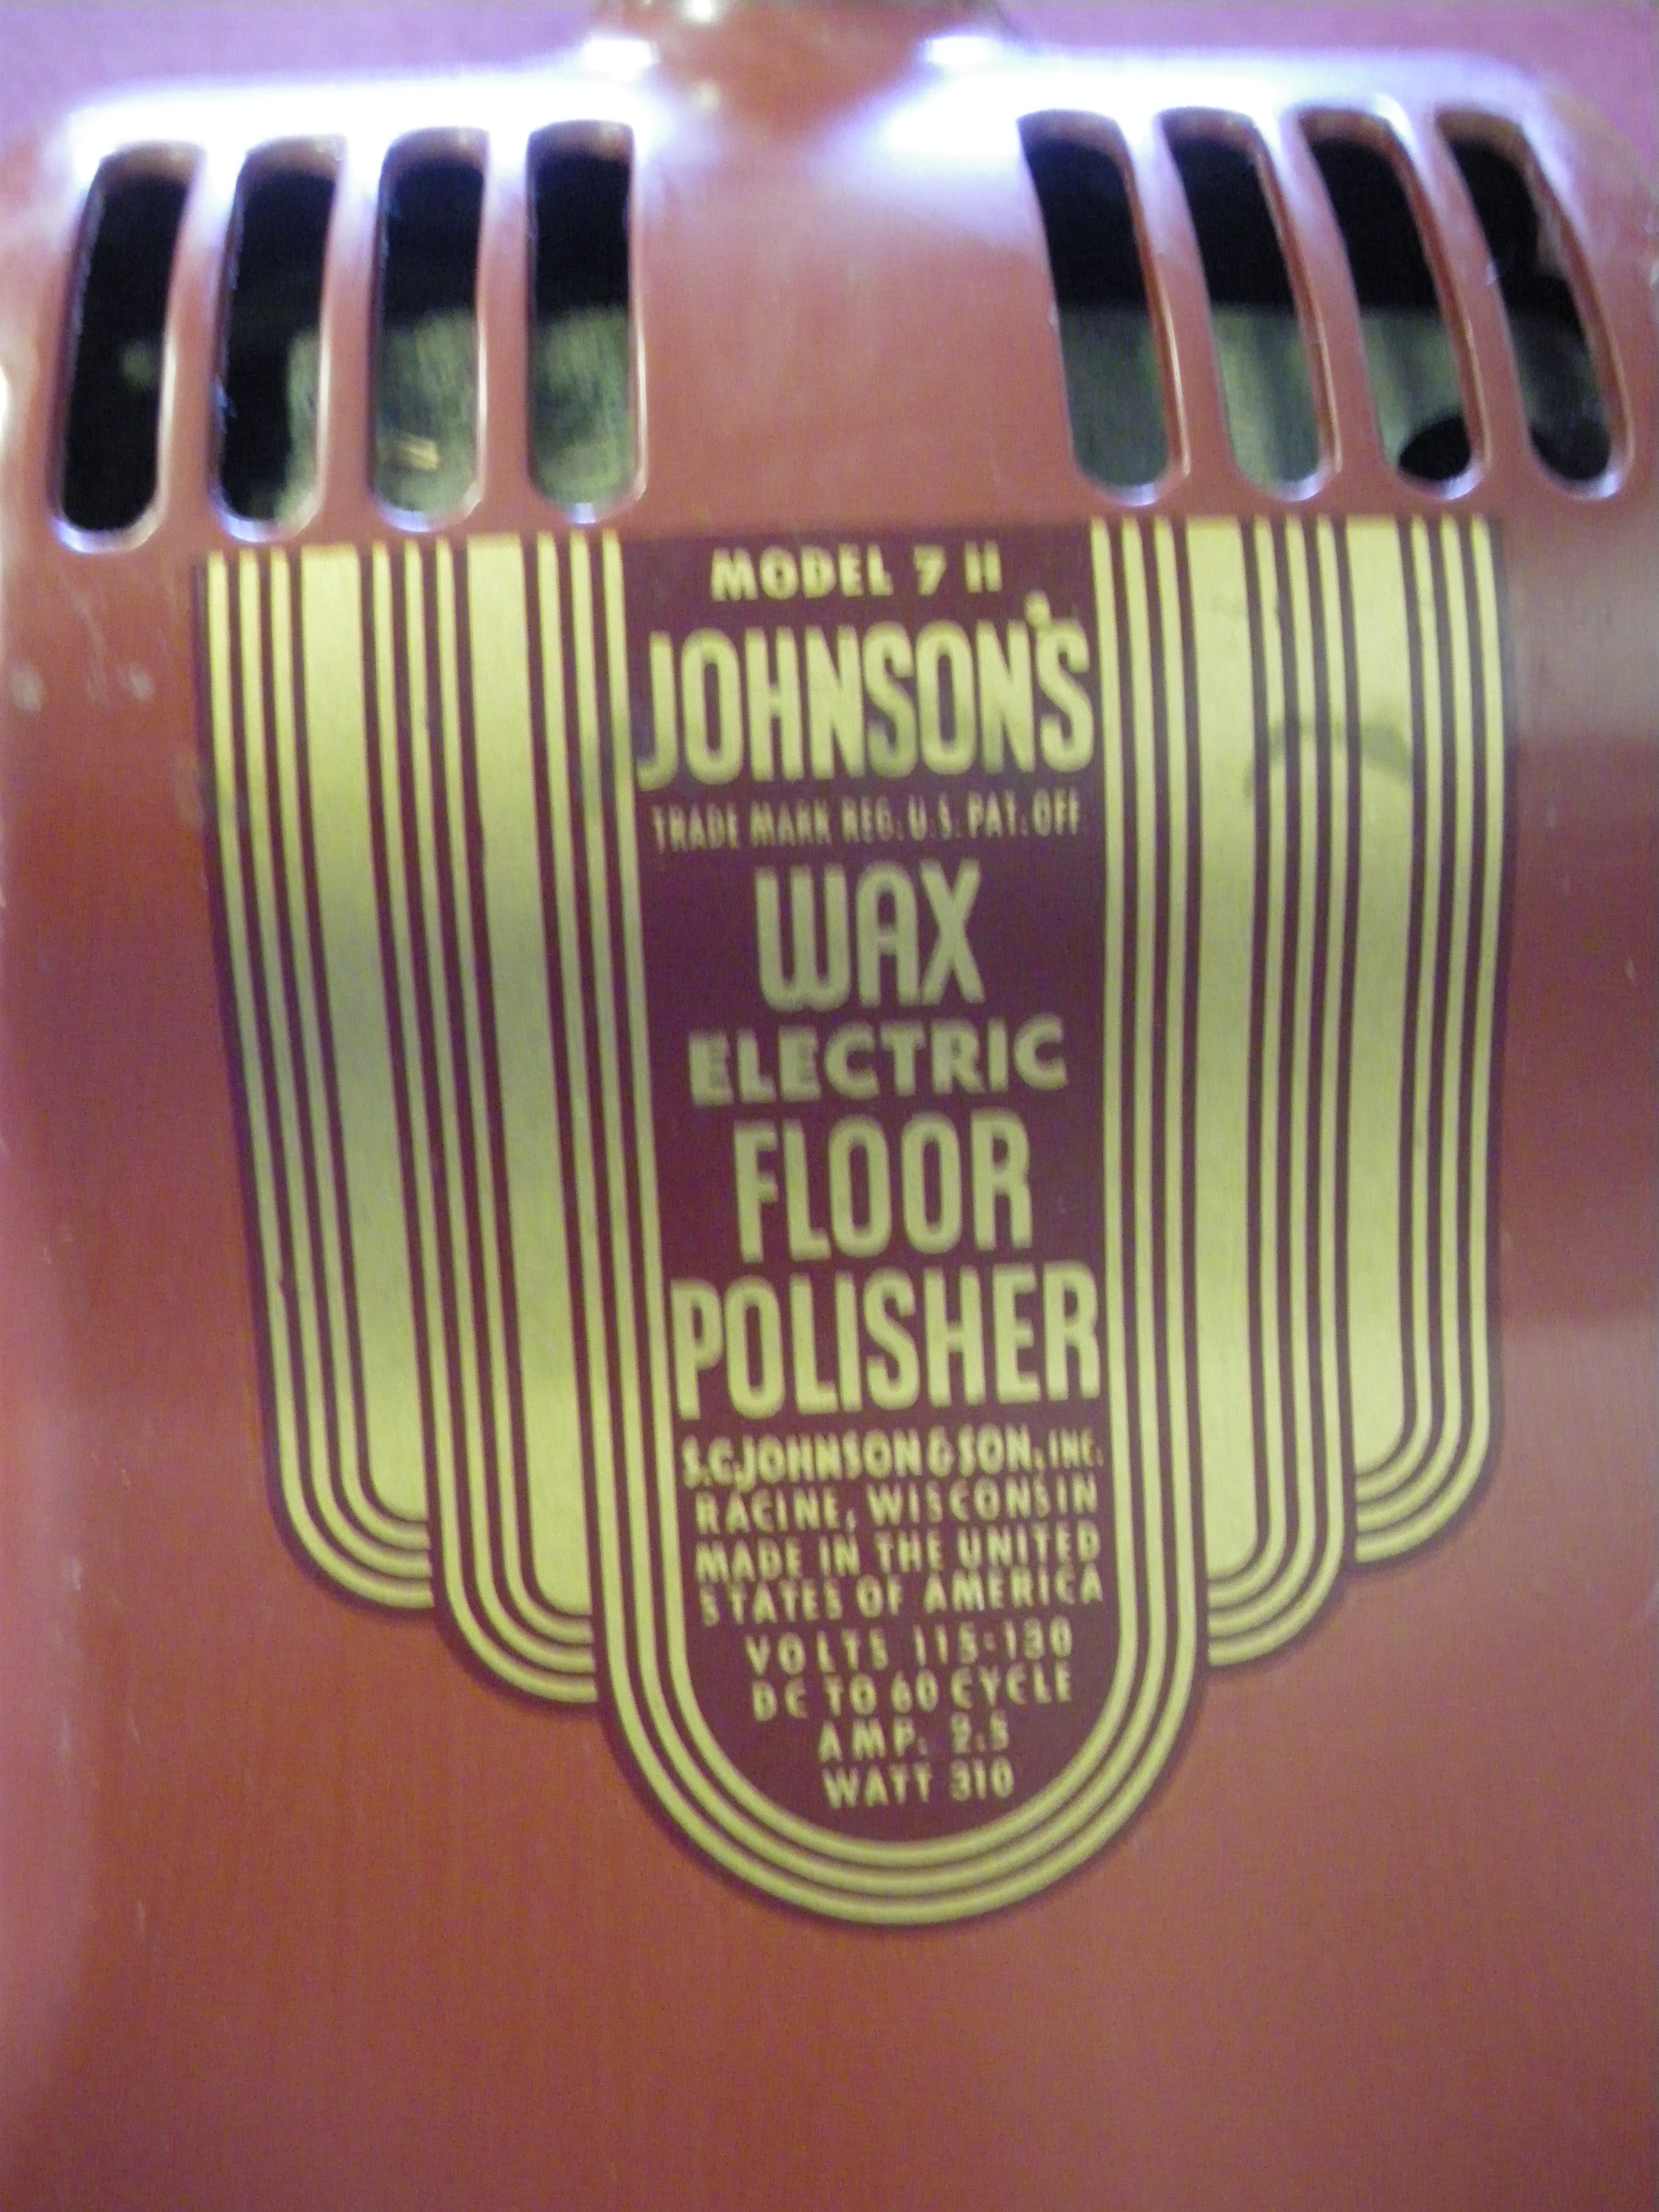 MODEL 7 H
JOHNSON'S
TRADE MARK REG. U.S. PAT. OFF.
WAX
ELECTRIC
FLOOR
POLISHER
S.C. JOHNSON & SON, INC.
RACINE, WISCONSIN
MADE IN THE UNITED
STATES OF AMERICA
VOLTS 115-130
DC TO 60 CYCLE
AMP. 2.5
WATT 310